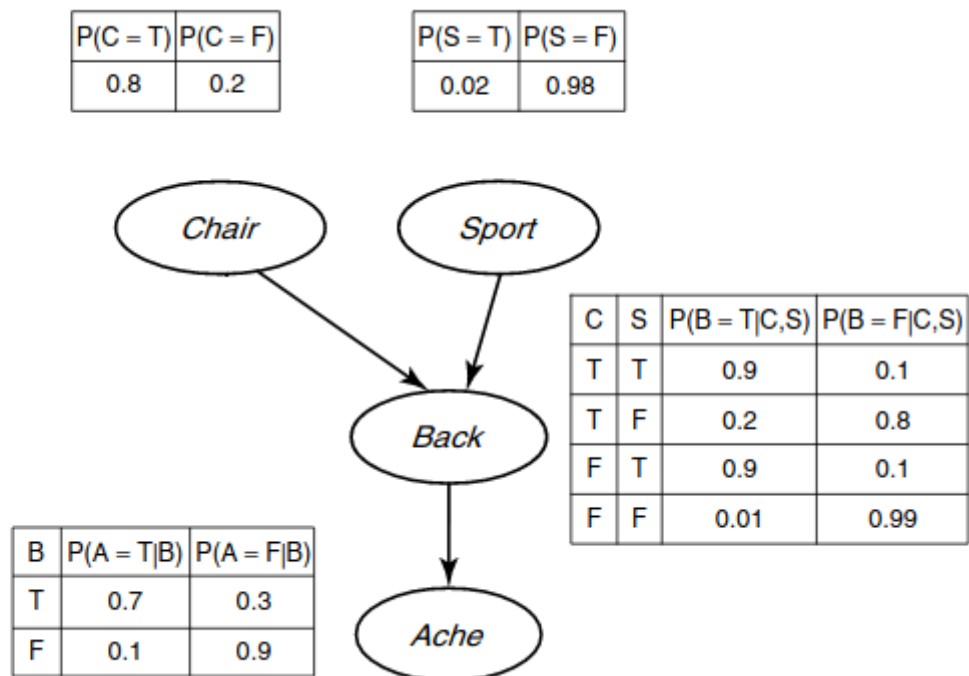 P(C = T) P(C = F)
0.8 0.2
P(S = T) P(S = F)
0.02 0.98
Chair
Sport
C S P(B = T|C,S) P(B = F|C,S)
T T 0.9 0.1
T F 0.2 0.8
F T 0.9 0.1
F F 0.01 0.99
Back
B P(A = T|B) P(A = F|B)
T 0.7 0.3
F 0.1 0.9
Ache